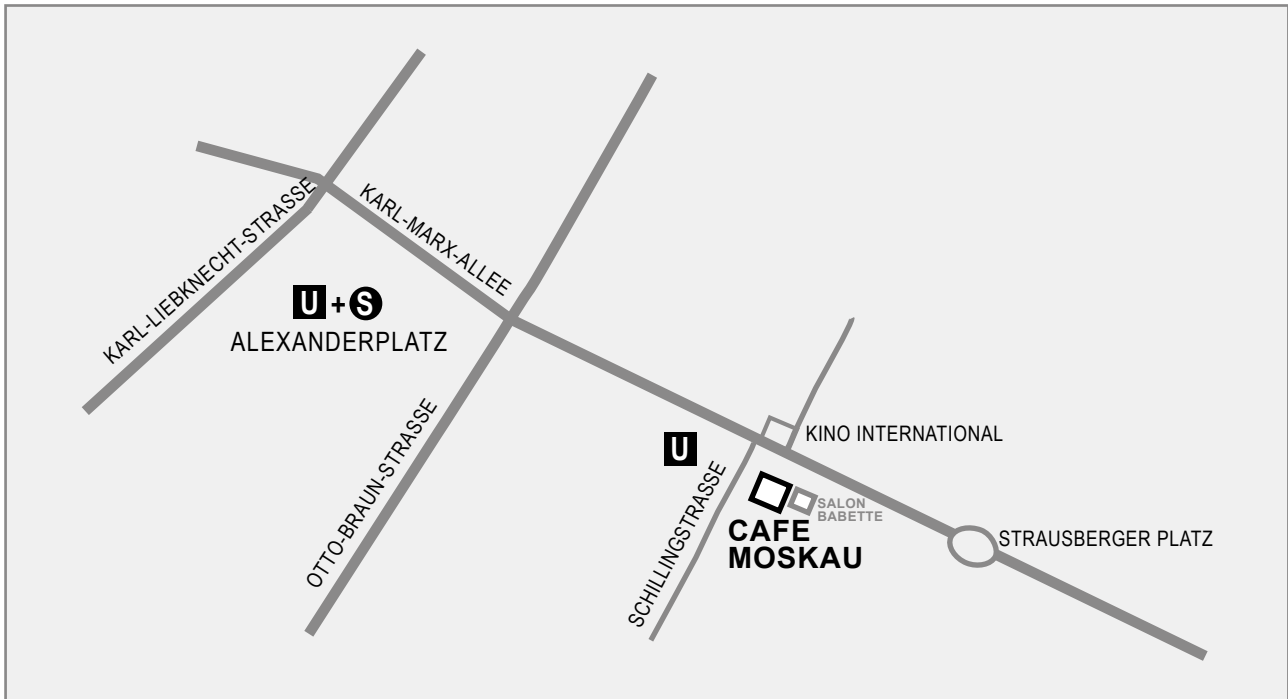 KARL-LIEBKNECHT-STRASSE
KARL-MARX-ALLEE
U + S
ALEXANDERPLATZ
OTTO-BRAUN-STRASSE
U
SCHILLINGSTRASSE
KINO INTERNATIONAL
SALON
BABETTE
CAFE
MOSKAU
STRAUSBERGER PLATZ